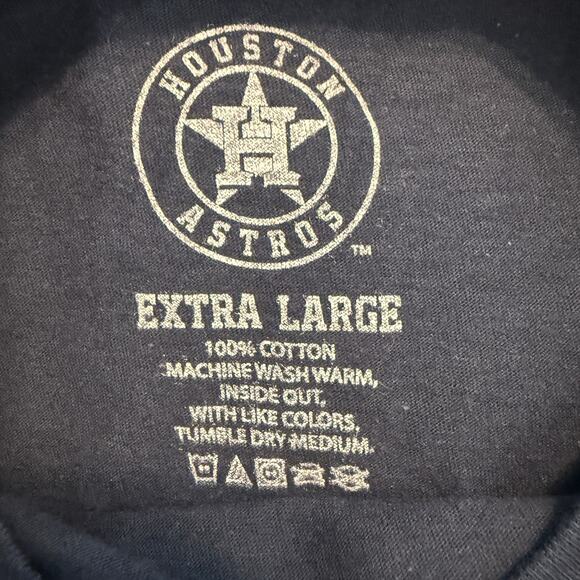 HOUSTON
H
ASTROS
TM
EXTRA LARGE
100% COTTON
MACHINE WASH WARM,
INSIDE OUT,
WITH LIKE COLORS,
TUMBLE DRY MEDIUM.